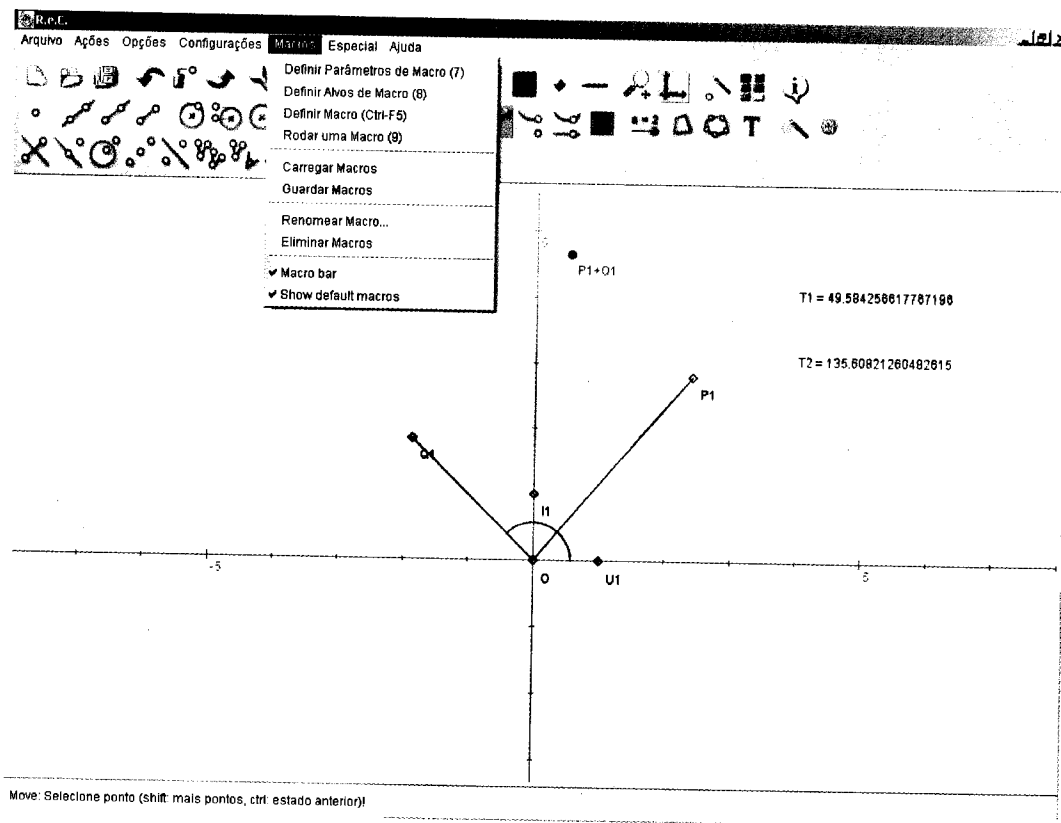 R.e.C.
Arquivo Ações Opções Configurações Macros Especial Ajuda
Definir Parâmetros de Macro (7)
Definir Alvos de Macro (8)
Definir Macro (Ctrl-F5)
Rodar uma Macro (9)
Carregar Macros
Guardar Macros
Renomear Macro...
Eliminar Macros
Macro bar
Show default macros
T
5
P1+Q1
T1 = 49.584256617767196
T2 = 135.60821260482615
P1
Q1
I1
-5
O
U1
5
Move: Selecione ponto (shift: mais pontos, ctrl: estado anterior)!